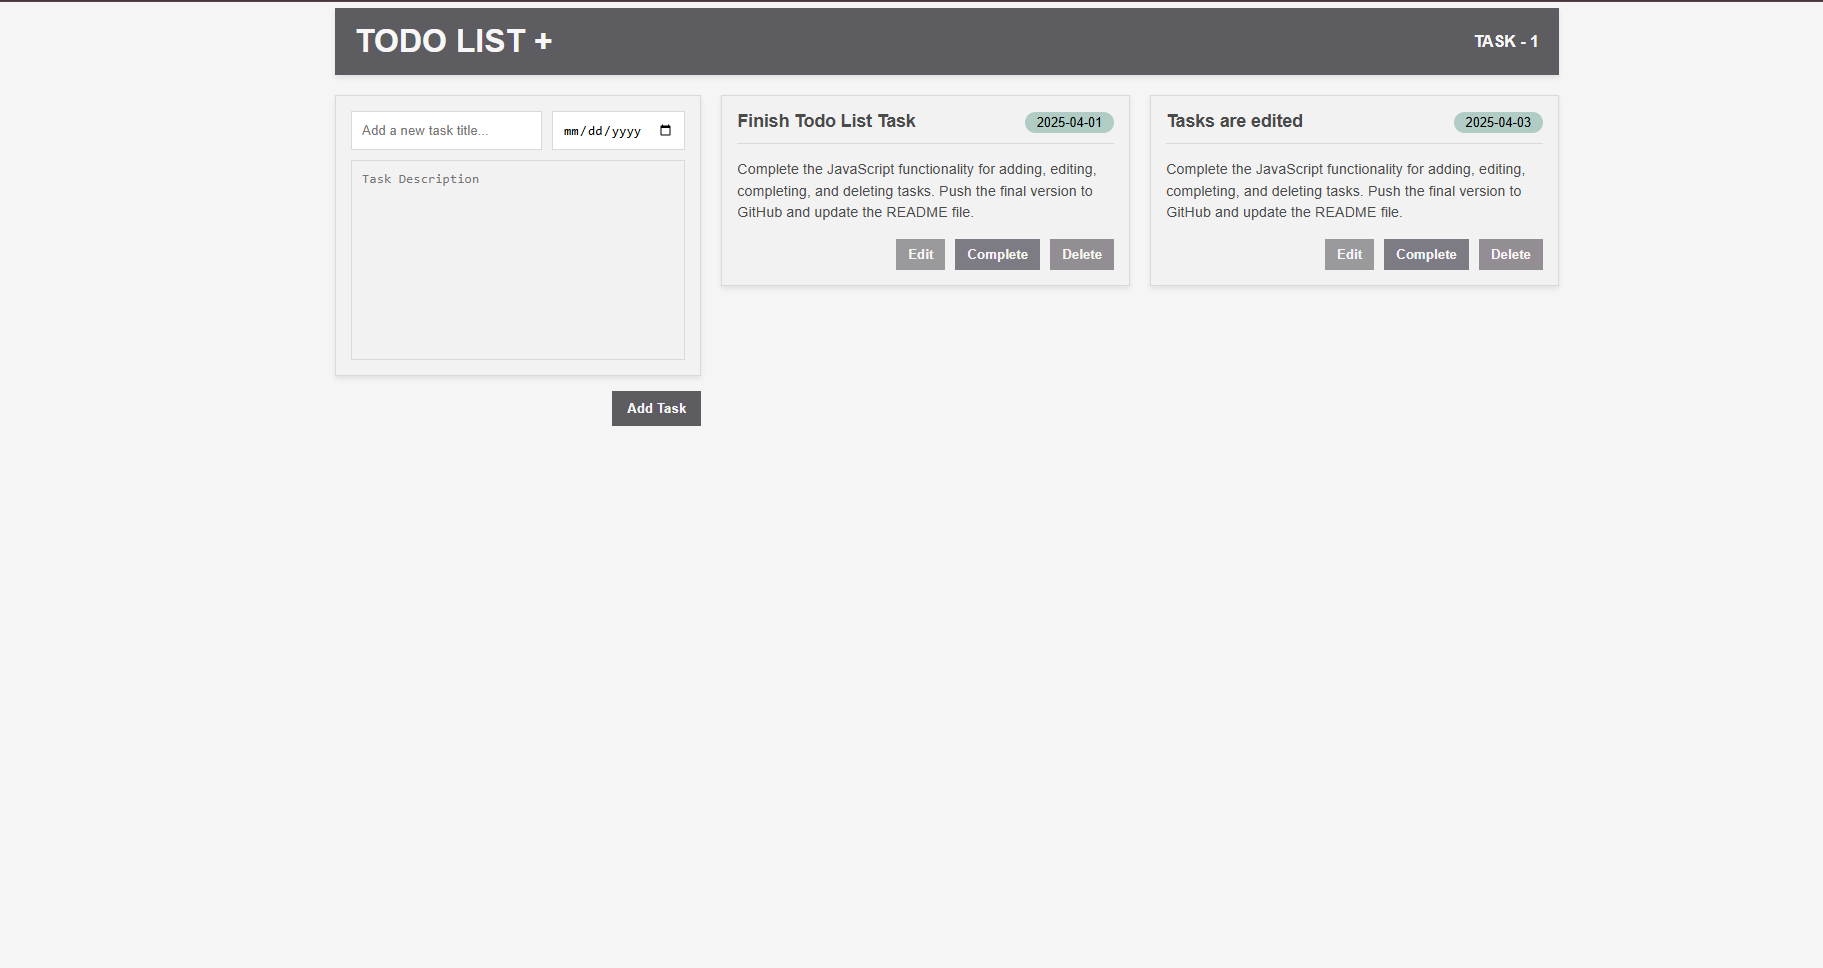 TODO LIST +
TASK - 1
Add a new task title...
mm/dd/yyyy
Task Description
Add Task
Finish Todo List Task
2025-04-01
Complete the JavaScript functionality for adding, editing,
completing, and deleting tasks. Push the final version to
GitHub and update the README file.
Edit
Complete
Delete
Tasks are edited
2025-04-03
Complete the JavaScript functionality for adding, editing,
completing, and deleting tasks. Push the final version to
GitHub and update the README file.
Edit
Complete
Delete